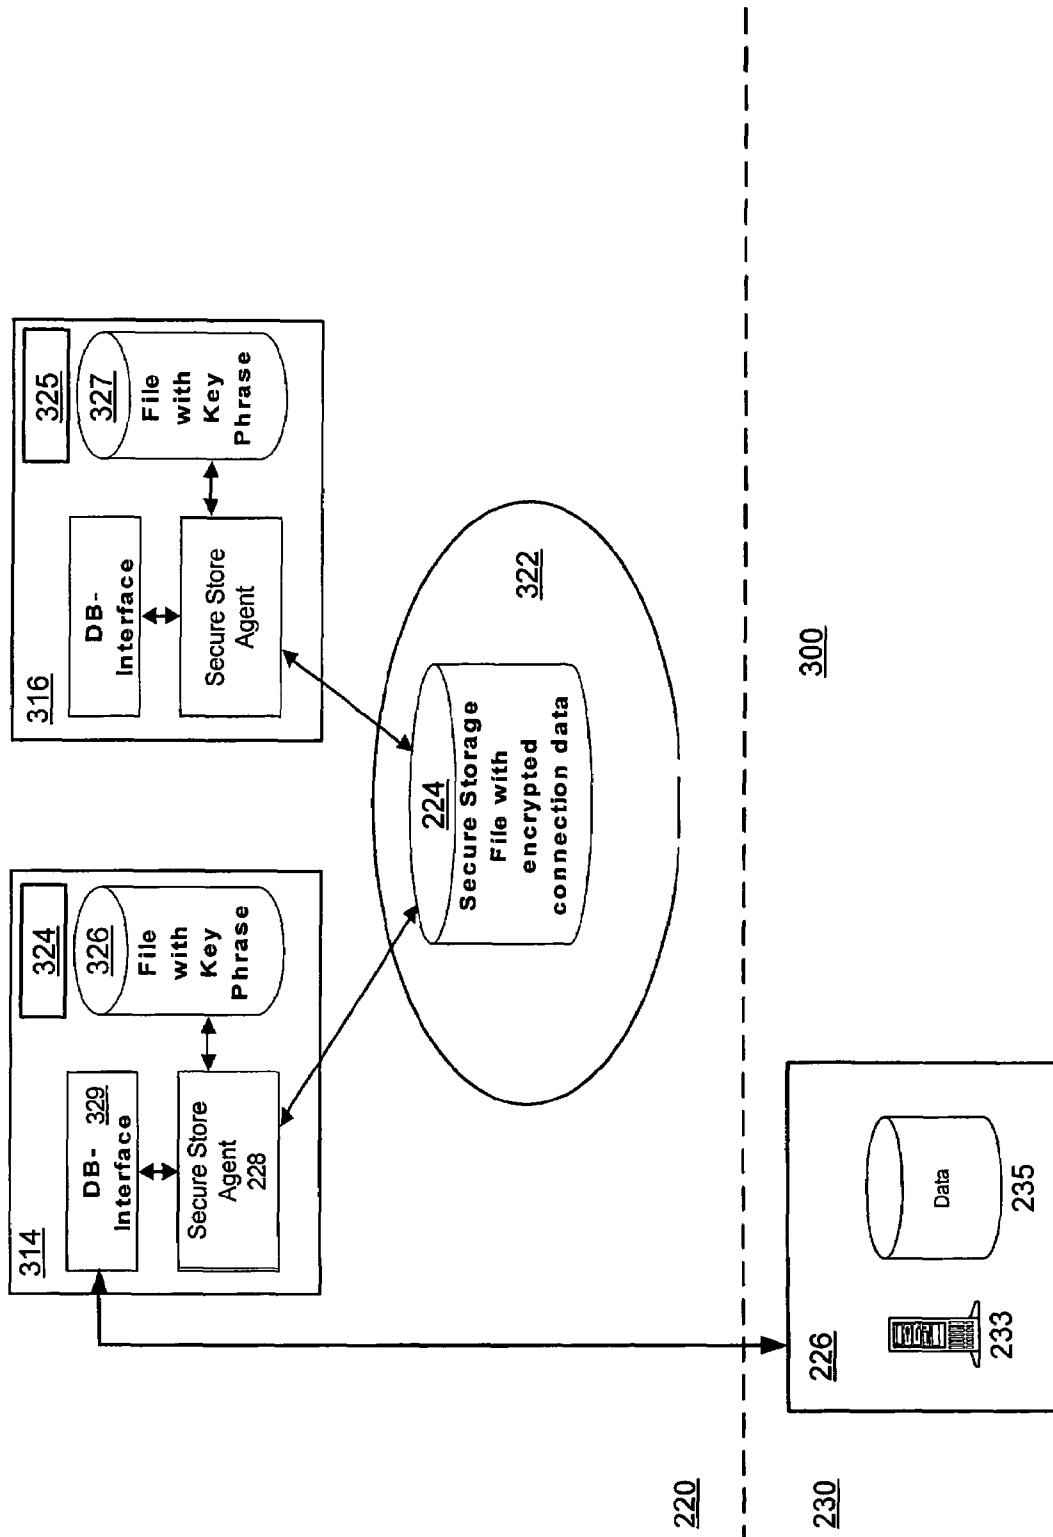 314
DB-
329
Interface
Secure Store
Agent
228
324
326
File
with
Key
Phrase
316
DB-
Interface
Secure Store
Agent
325
327
File
with
Key
Phrase
224
Secure Storage
File with
encrypted
connection data
322
220
230
300
226
233
Data
235